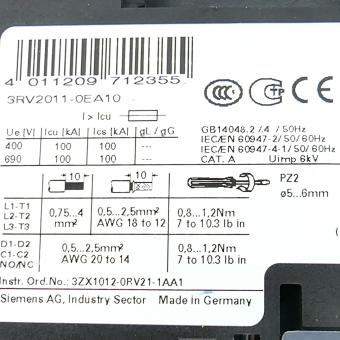 4 011209 712355
3RV2011-0EA10
I > Icu
Ue [V] Icu [kA] Ics [kA] gL / gG
400 100 100 ---
690 100 100 ---
CCC
PC TP
GB14048.2 /.4 / 50Hz
IEC/EN 60947-2/ 50/60Hz
IEC/EN 60947-4-1/ 50/60Hz
CAT. A Uimp 6kV
10 10 PZ2
ø5...6mm
L1-T1
L2-T2
L3-T3
0,75...4
mm²
0,5...2,5mm²
AWG 18 to 12
0,8...1,2Nm
7 to 10.3 lb in
D1-D2
C1-C2
NO/NC
0,5...2,5mm²
AWG 20 to 14
0,8...1,2Nm
7 to 10.3 lb in
Instr. Ord.No.: 3ZX1012-0RV21-1AA1
Siemens AG, Industry Sector Made in Germany